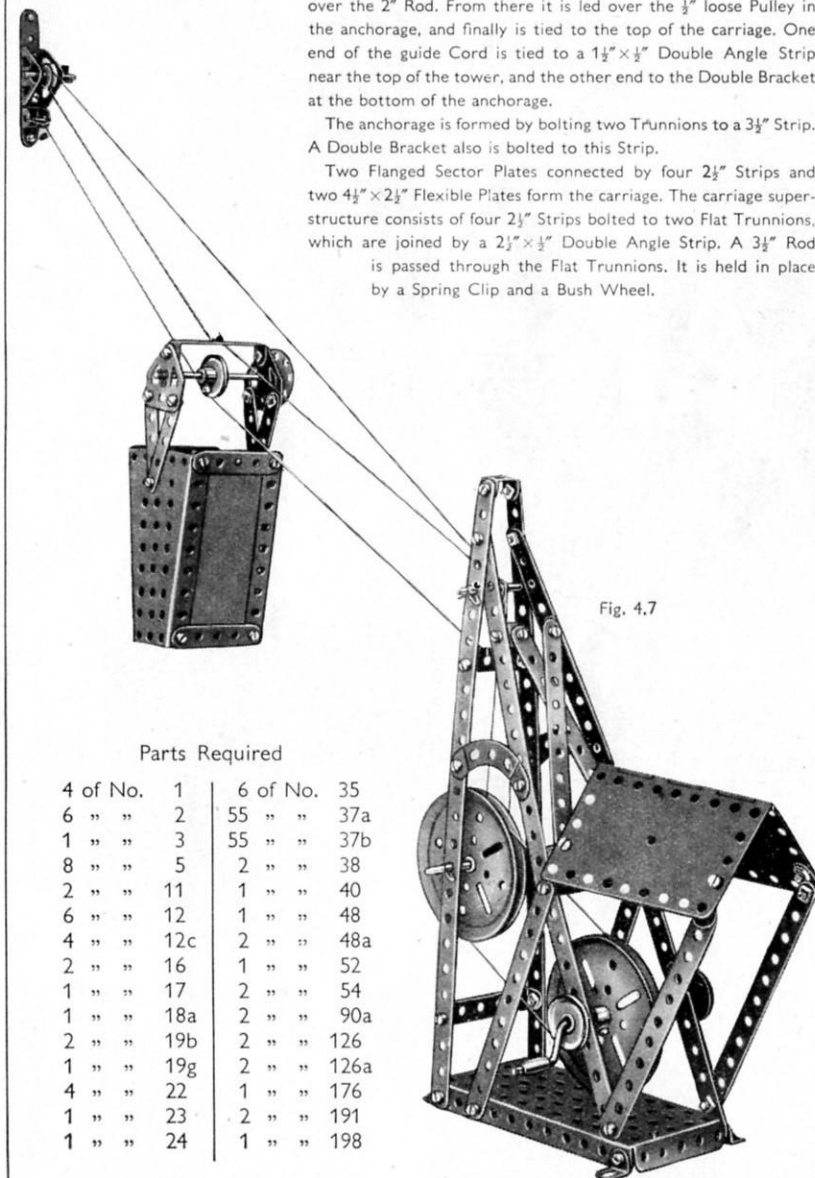 over the 2″ Rod. From there it is led over the ½″ loose Pulley in
the anchorage, and finally is tied to the top of the carriage. One
end of the guide Cord is tied to a 1½″×½″ Double Angle Strip
near the top of the tower, and the other end to the Double Bracket
at the bottom of the anchorage.
The anchorage is formed by bolting two Trunnions to a 3½″ Strip.
A Double Bracket also is bolted to this Strip.
Two Flanged Sector Plates connected by four 2½″ Strips and
two 4½″×2½″ Flexible Plates form the carriage. The carriage super-
structure consists of four 2½″ Strips bolted to two Flat Trunnions,
which are joined by a 2½″×½″ Double Angle Strip. A 3½″ Rod
is passed through the Flat Trunnions. It is held in place
by a Spring Clip and a Bush Wheel.
Fig. 4.7
Parts Required
4 of No. 1 | 6 of No. 35
6 „ „ 2 | 55 „ „ 37a
1 „ „ 3 | 55 „ „ 37b
8 „ „ 5 | 2 „ „ 38
2 „ „ 11 | 1 „ „ 40
6 „ „ 12 | 1 „ „ 48
4 „ „ 12c | 2 „ „ 48a
2 „ „ 16 | 1 „ „ 52
1 „ „ 17 | 2 „ „ 54
1 „ „ 18a | 2 „ „ 90a
2 „ „ 19b | 2 „ „ 126
1 „ „ 19g | 2 „ „ 126a
4 „ „ 22 | 1 „ „ 176
1 „ „ 23 | 2 „ „ 191
1 „ „ 24 | 1 „ „ 198